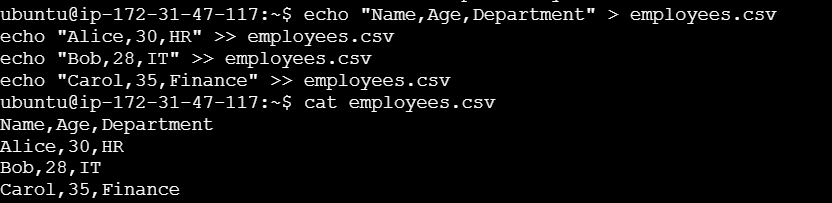 ubuntu@ip-172-31-47-117:~$ echo "Name,Age,Department" > employees.csv
echo "Alice,30,HR" >> employees.csv
echo "Bob,28,IT" >> employees.csv
echo "Carol,35,Finance" >> employees.csv
ubuntu@ip-172-31-47-117:~$ cat employees.csv
Name,Age,Department
Alice,30,HR
Bob,28,IT
Carol,35,Finance